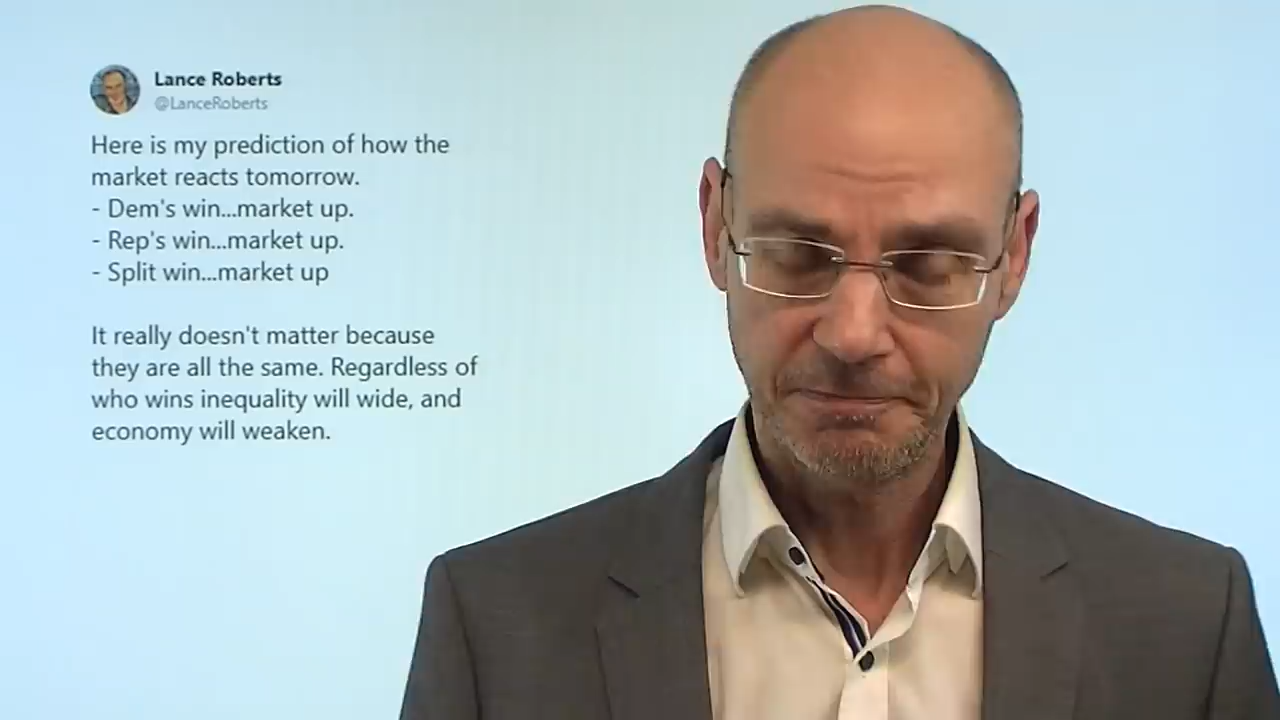 Lance Roberts
@LanceRoberts
Here is my prediction of how the
market reacts tomorrow.
- Dem's win...market up.
- Rep's win...market up.
- Split win...market up
It really doesn't matter because
they are all the same. Regardless of
who wins inequality will wide, and
economy will weaken.